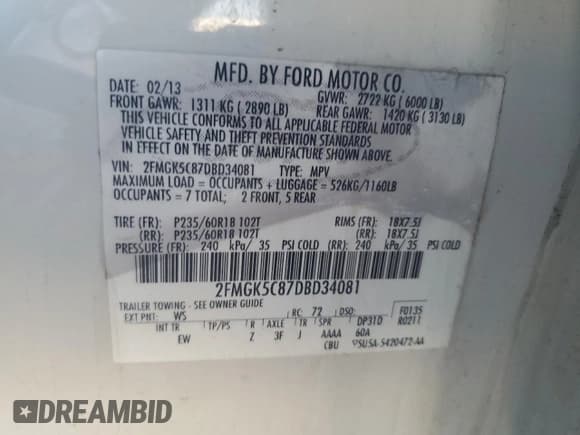 MFD. BY FORD MOTOR CO.
DATE: 02/13 GVWR: 2722 KG ( 6000 LB)
FRONT GAWR: 1311 KG ( 2890 LB) REAR GAWR: 1420 KG ( 3130 LB)
THIS VEHICLE CONFORMS TO ALL APPLICABLE FEDERAL MOTOR
VEHICLE SAFETY AND THEFT PREVENTION STANDARDS
IN EFFECT ON THE DATE OF MANUFACTURE SHOWN ABOVE.
VIN: 2FMGK5C87DBD34081 TYPE: MPV
MAXIMUM LOAD = OCCUPANTS + LUGGAGE = 526KG/1160LB
OCCUPANTS = 7 TOTAL; 2 FRONT, 5 REAR
TIRE (FR): P235/60R18 102T RIMS (FR): 18X7.5J
(RR): P235/60R18 102T (RR): 18X7.5J
PRESSURE (FR): 240 kPa/ 35 PSI COLD (RR): 240 kPa/ 35 PSI COLD
2FMGK5C87DBD34081
TRAILER TOWING - SEE OWNER GUIDE
EXT PNT: WS RC: 72 DSO: F0135
R0211
INT TR TP/PS R AXLE TR SPR DP31D
EW Z 3F J AAAA 60A
CBU SU5A-5420472-AA
DREAMBID